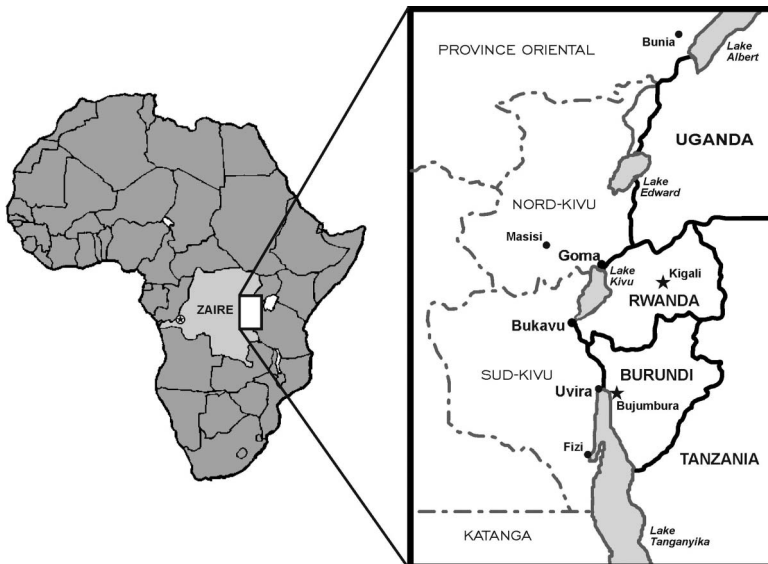 ZAIRE
Bunia
Lake
Albert
PROVINCE ORIENTAL
UGANDA
Lake
Edward
NORD-KIVU
Masisi
Goma
Lake
Kivu
Kigali
RWANDA
Bukavu
SUD-KIVU
BURUNDI
Uvira
Bujumbura
Fizi
TANZANIA
KATANGA
Lake
Tanganyika